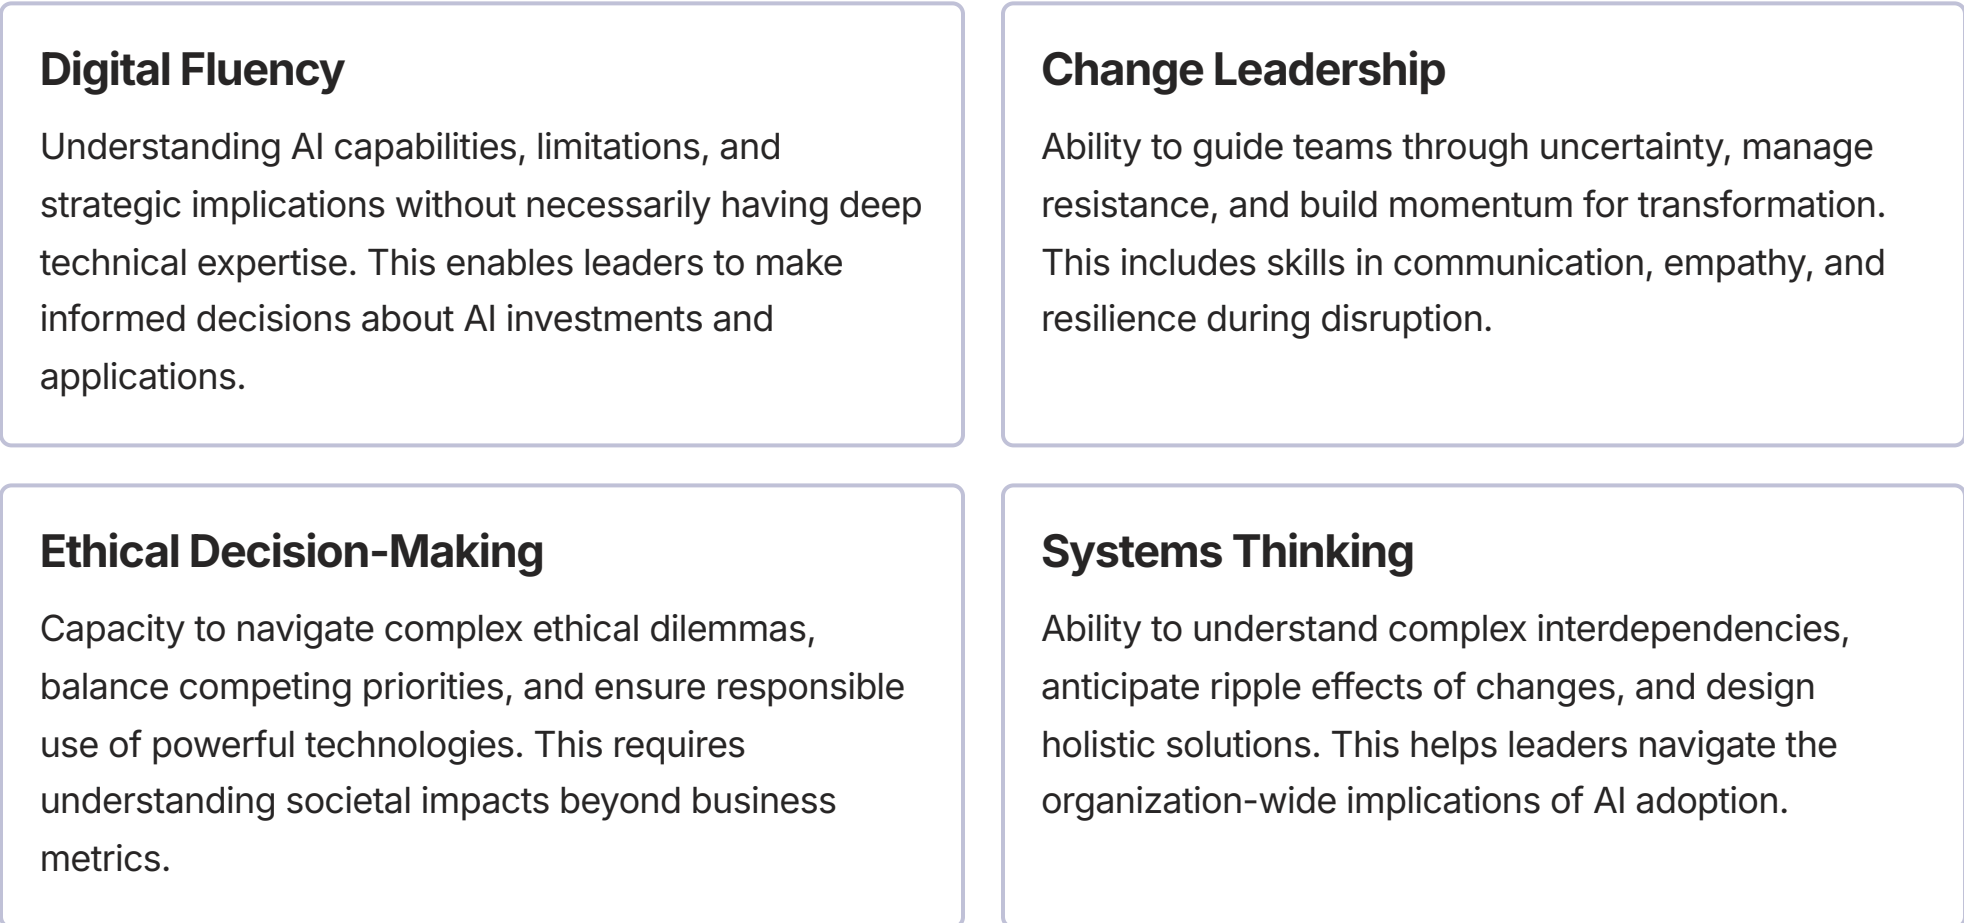 Digital Fluency
Understanding AI capabilities, limitations, and
strategic implications without necessarily having deep
technical expertise. This enables leaders to make
informed decisions about AI investments and
applications.
Change Leadership
Ability to guide teams through uncertainty, manage
resistance, and build momentum for transformation.
This includes skills in communication, empathy, and
resilience during disruption.
Ethical Decision-Making
Capacity to navigate complex ethical dilemmas,
balance competing priorities, and ensure responsible
use of powerful technologies. This requires
understanding societal impacts beyond business
metrics.
Systems Thinking
Ability to understand complex interdependencies,
anticipate ripple effects of changes, and design
holistic solutions. This helps leaders navigate the
organization-wide implications of AI adoption.